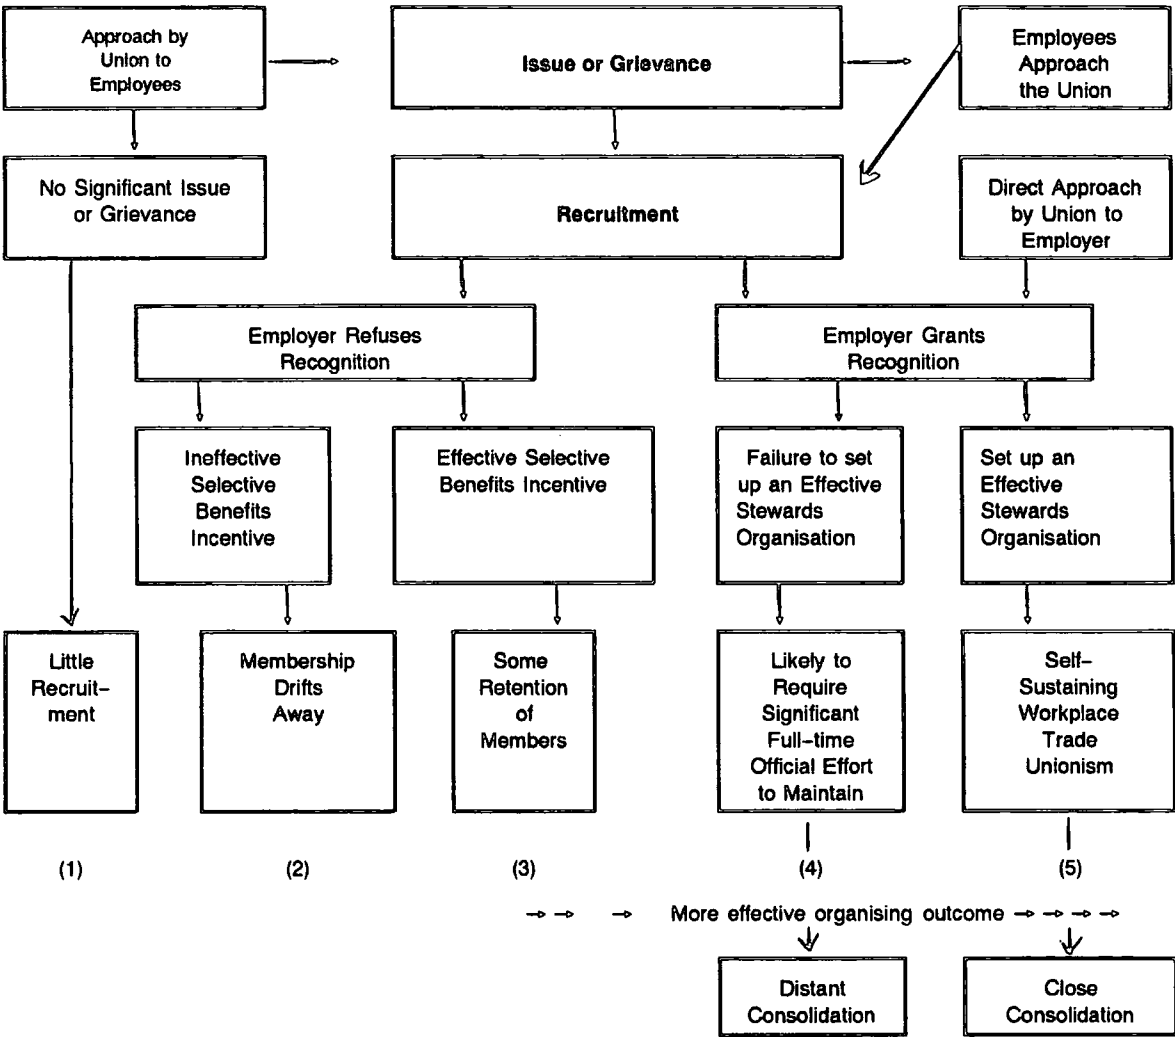 Approach by
Union to
Employees
Issue or Grievance
Employees
Approach
the Union
No Significant Issue
or Grievance
Recruitment
Direct Approach
by Union to
Employer
Employer Refuses
Recognition
Employer Grants
Recognition
Ineffective
Selective
Benefits
Incentive
Effective Selective
Benefits Incentive
Failure to set
up an Effective
Stewards
Organisation
Set up an
Effective
Stewards
Organisation
Little
Recruit-
ment
Membership
Drifts
Away
Some
Retention
of
Members
Likely to
Require
Significant
Full-time
Official Effort
to Maintain
Self-
Sustaining
Workplace
Trade
Unionism
(1)
(2)
(3)
(4)
(5)
More effective organising outcome
Distant
Consolidation
Close
Consolidation